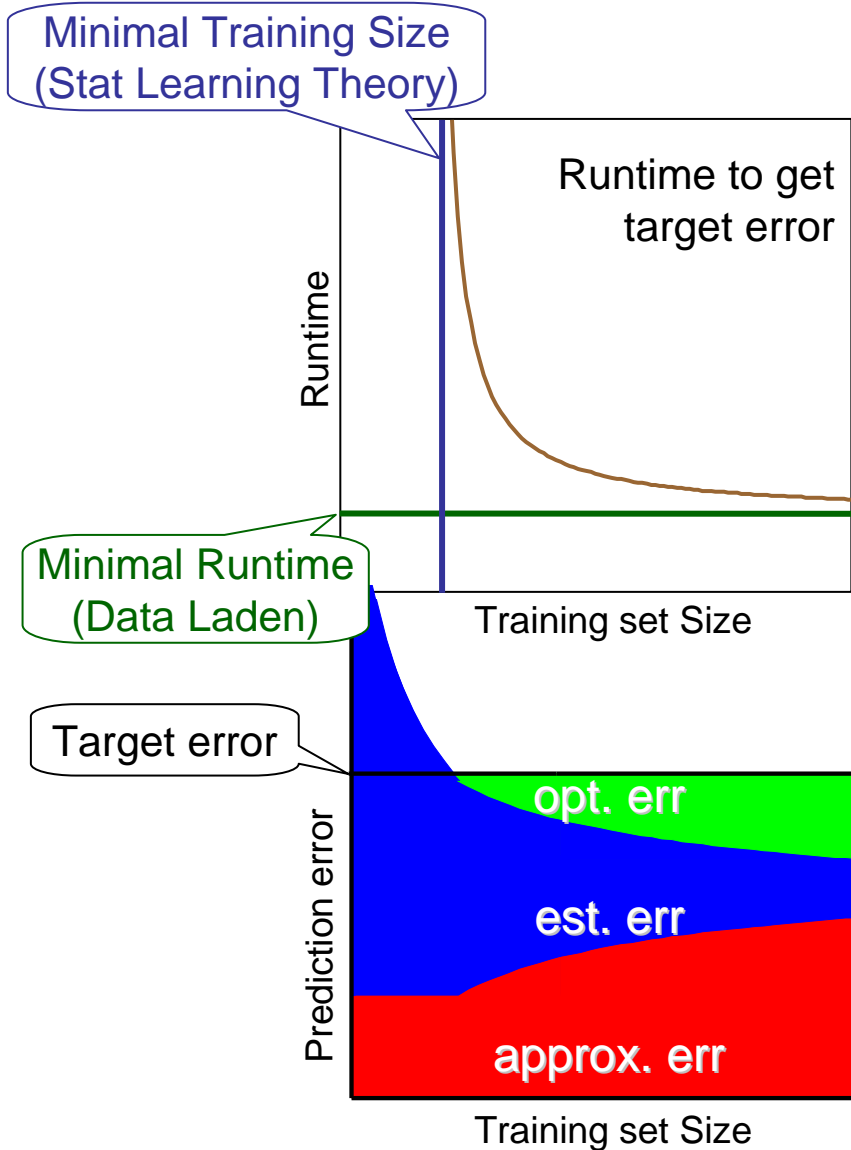 Minimal Training Size
(Stat Learning Theory)
Runtime to get
target error
Runtime
Minimal Runtime
(Data Laden)
Training set Size
Target error
opt. err
est. err
approx. err
Prediction error
Training set Size